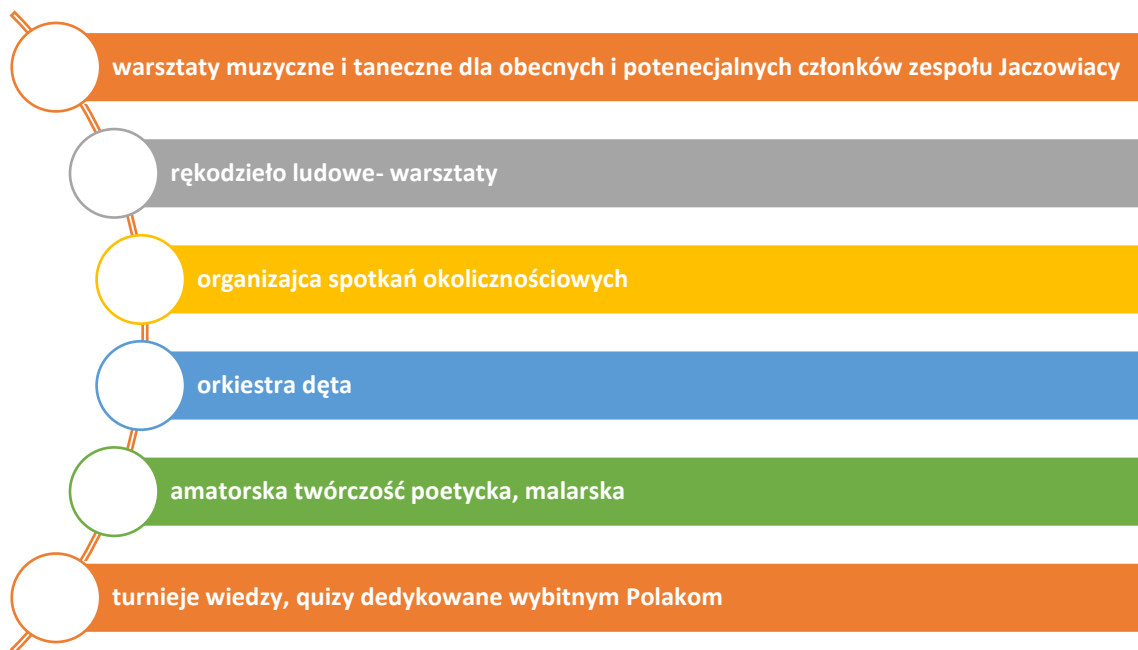 warsztaty muzyczne i taneczne dla obecnych i potenecjalnych członków zespołu Jaczowiacy
rękodzieło ludowe- warsztaty
organizajca spotkań okolicznościowych
orkiestra dęta
amatorska twórczość poetycka, malarska
turnieje wiedzy, quizy dedykowane wybitnym Polakom